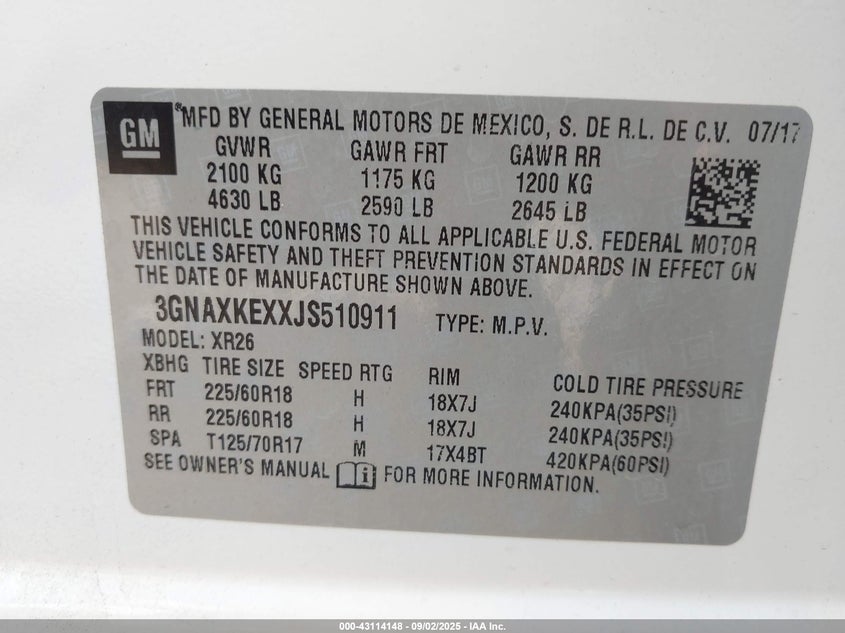 GM ®MFD BY GENERAL MOTORS DE MEXICO, S. DE R.L. DE C.V. 07/17
GVWR GAWR FRT GAWR RR
2100 KG 1175 KG 1200 KG
4630 LB 2590 LB 2645 LB
THIS VEHICLE CONFORMS TO ALL APPLICABLE U.S. FEDERAL MOTOR
VEHICLE SAFETY AND THEFT PREVENTION STANDARDS IN EFFECT ON
THE DATE OF MANUFACTURE SHOWN ABOVE.
3GNAXKEXXJS510911 TYPE: M.P.V.
MODEL: XR26
XBHG TIRE SIZE SPEED RTG RIM COLD TIRE PRESSURE
FRT 225/60R18 H 18X7J 240KPA(35PSI)
RR 225/60R18 H 18X7J 240KPA(35PSI)
SPA T125/70R17 M 17X4BT 420KPA(60PSI)
SEE OWNER'S MANUAL FOR MORE INFORMATION.
000-43114148 - 09/02/2025 - IAA Inc.